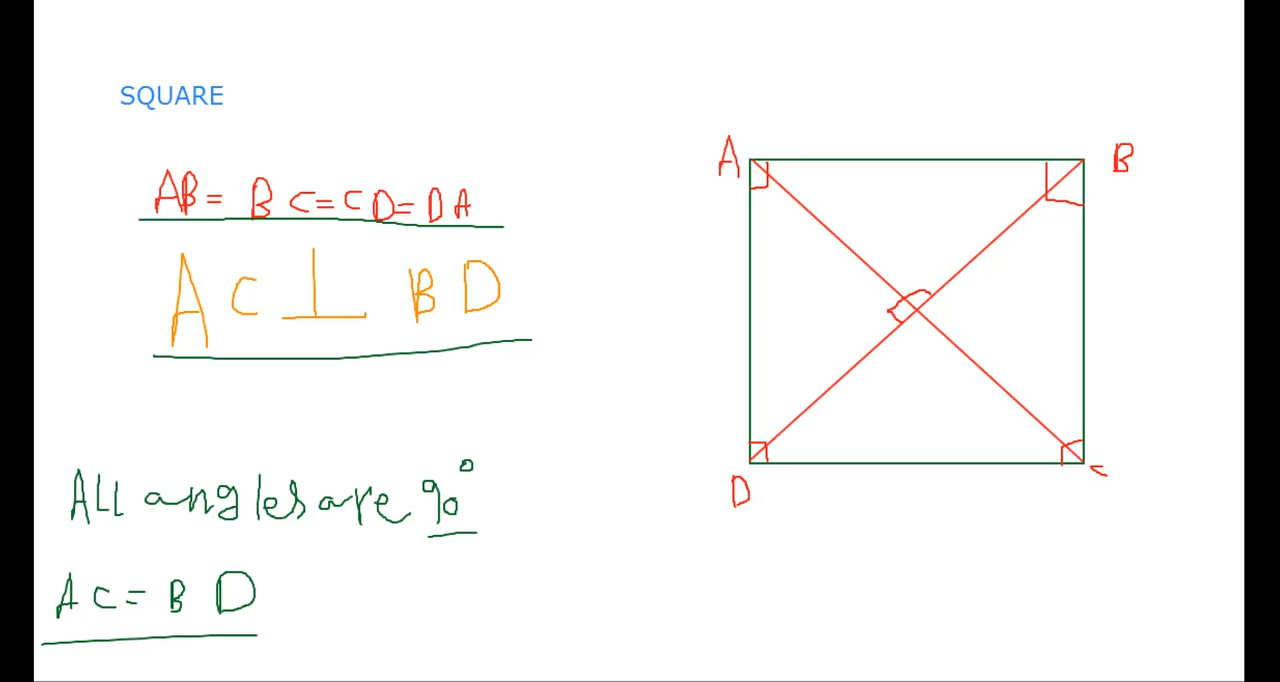 SQUARE
AB = BC = CD = DA
AC ⊥ BD
All angles are 90°
AC = BD
A
B
D
C